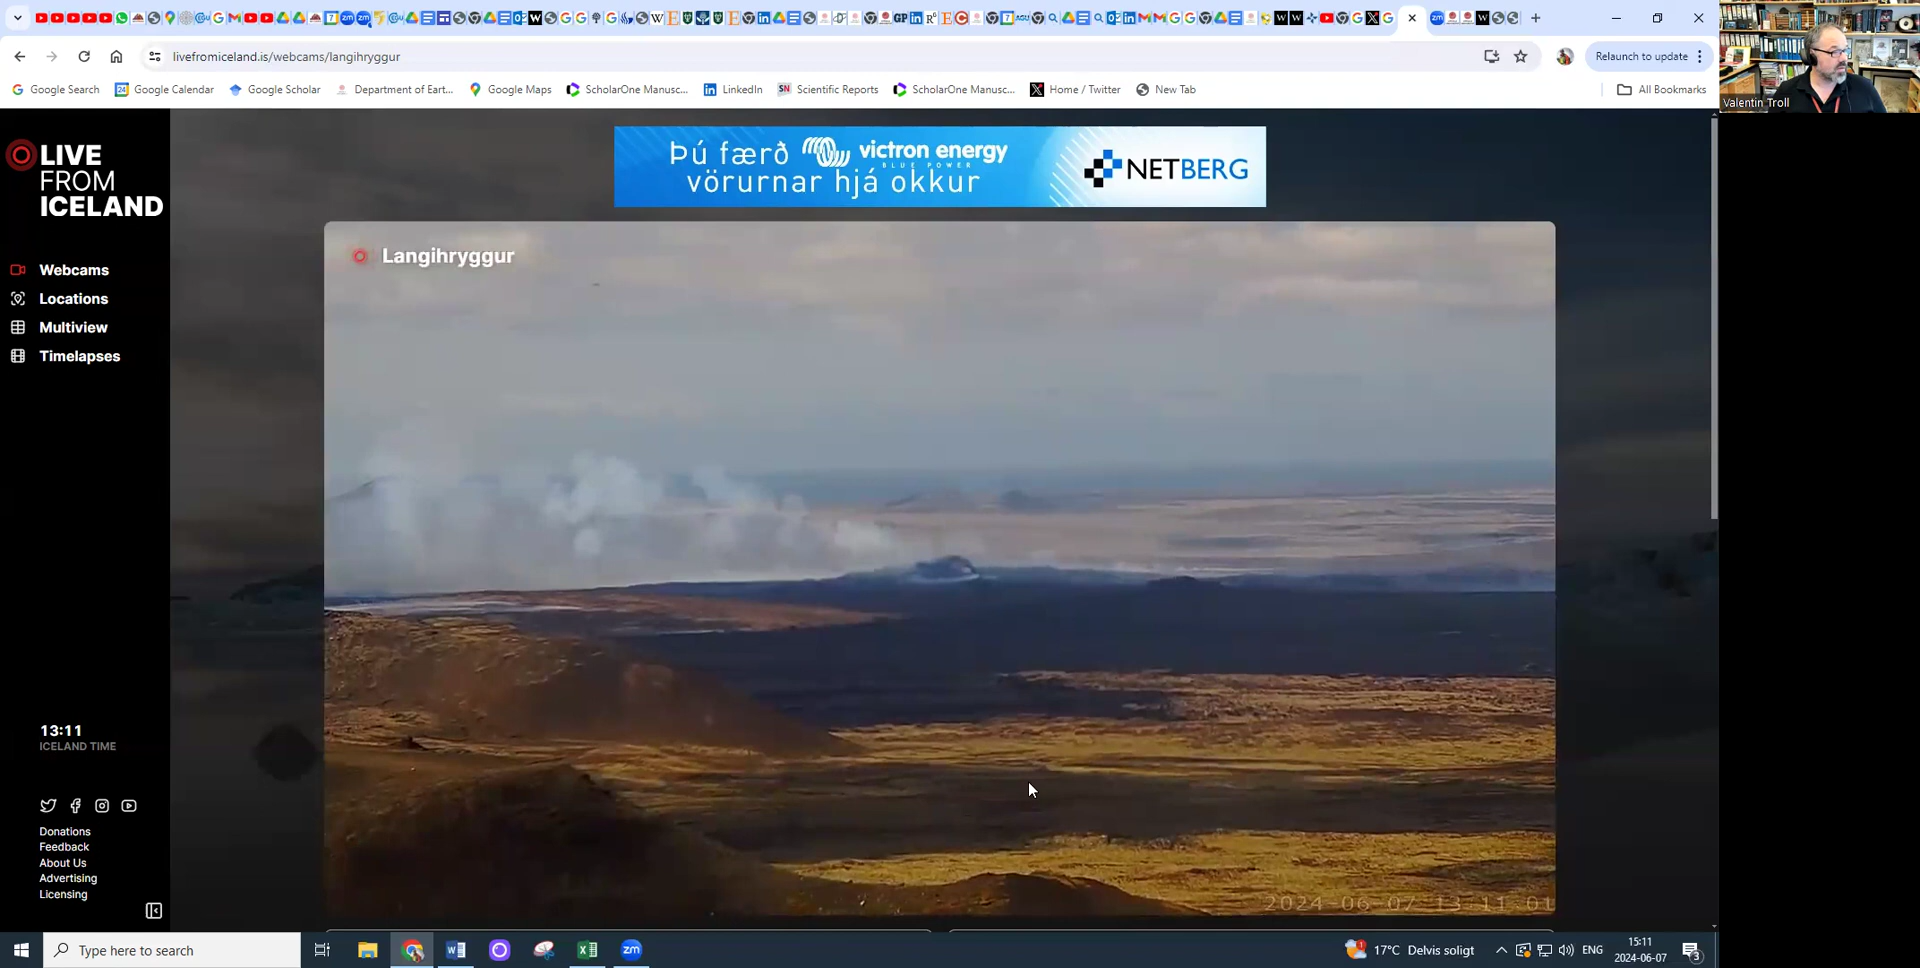 livefromiceland.is/webcams/langihryggur
Relaunch to update
Google Search
Google Calendar
Google Scholar
Department of Eart...
Google Maps
ScholarOne Manusc...
LinkedIn
Scientific Reports
ScholarOne Manusc...
Home / Twitter
New Tab
All Bookmarks
Valentin Troll
LIVE
FROM
ICELAND
Webcams
Locations
Multiview
Timelapses
13:11
ICELAND TIME
Donations
Feedback
About Us
Advertising
Licensing
Þú færð victron energy
BLUE POWER
vörurnar hjá okkur
NETBERG
Langihryggur
2024-06-07 13:11:01
Type here to search
17°C Delvis soligt
ENG
15:11
2024-06-07
3